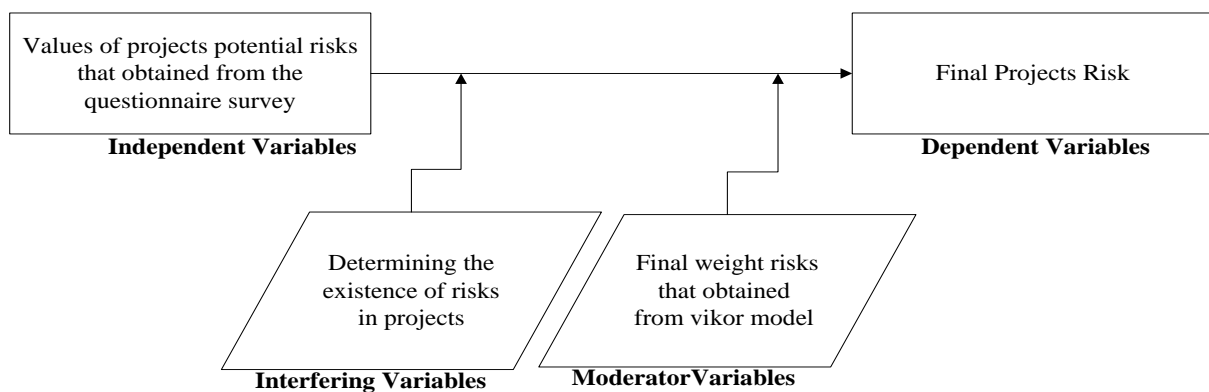 Values of projects potential risks
that obtained from the
questionnaire survey
Independent Variables
Final Projects Risk
Dependent Variables
Determining the
existence of risks
in projects
Interfering Variables
Final weight risks
that obtained
from vikor model
ModeratorVariables